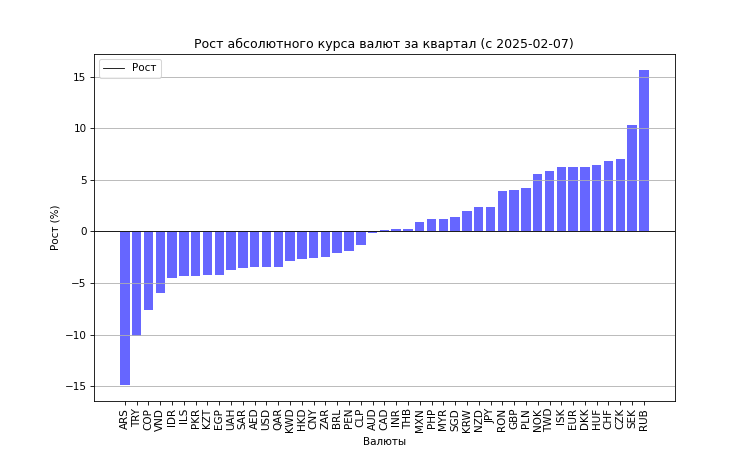 Рост абсолютного курса валют за квартал (с 2025-02-07)
Рост
Рост (%)
15
10
5
0
−5
−10
−15
ARS TRY COP VND IDR ILS PKR KZT EGP UAH SAR AED USD QAR KWD HKD CNY ZAR BRL PEN CLP AUD CAD INR THB MXN PHP MYR SGD KRW NZD JPY RON GBP PLN NOK TWD ISK EUR DKK HUF CHF CZK SEK RUB
Валюты